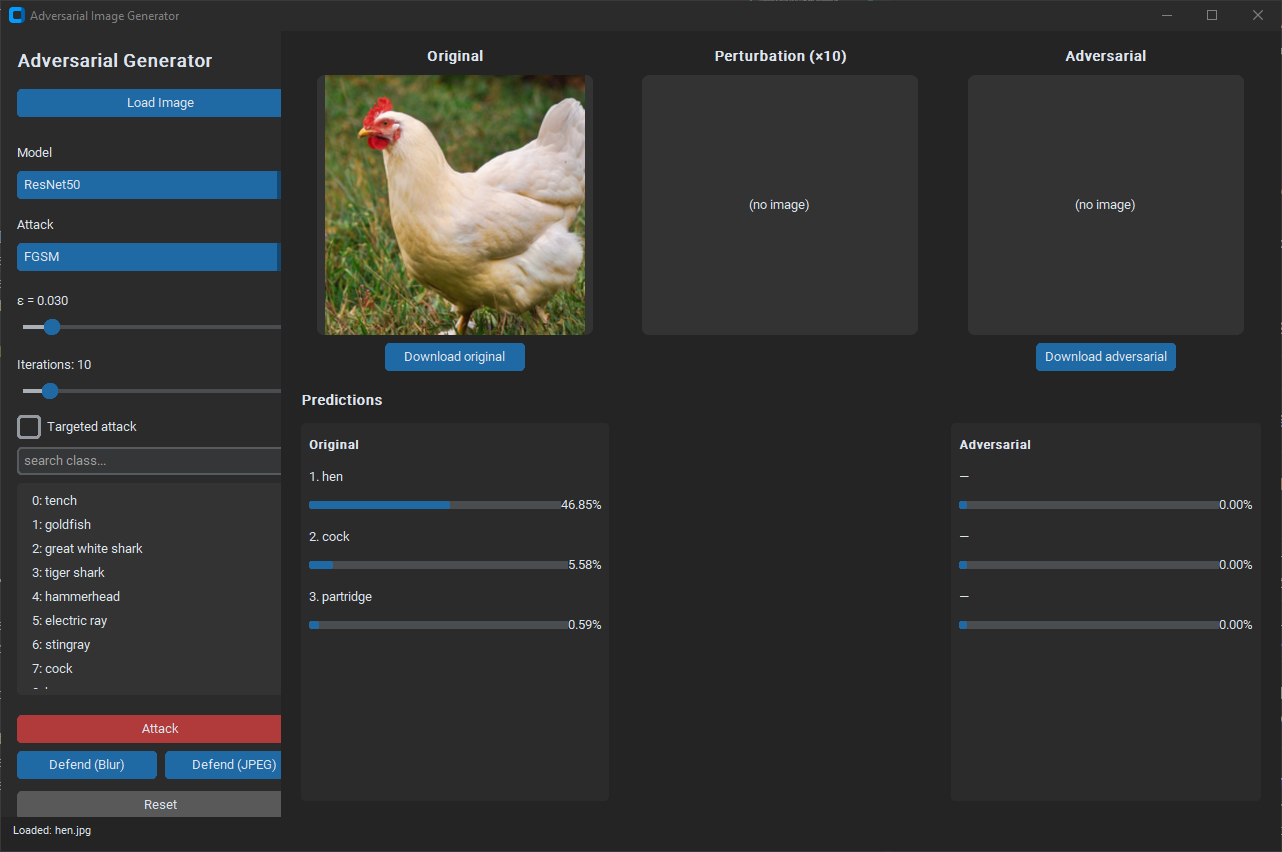 Adversarial Image Generator
Adversarial Generator
Load Image
Model
ResNet50
Attack
FGSM
ε = 0.030
Iterations: 10
Targeted attack
search class...
0: tench
1: goldfish
2: great white shark
3: tiger shark
4: hammerhead
5: electric ray
6: stingray
7: cock
Attack
Defend (Blur) Defend (JPEG)
Reset
Loaded: hen.jpg
Original Perturbation (×10) Adversarial
(no image) (no image)
Download original Download adversarial
Predictions
Original
1. hen
46.85%
2. cock
5.58%
3. partridge
0.59%
Adversarial
—
0.00%
—
0.00%
—
0.00%